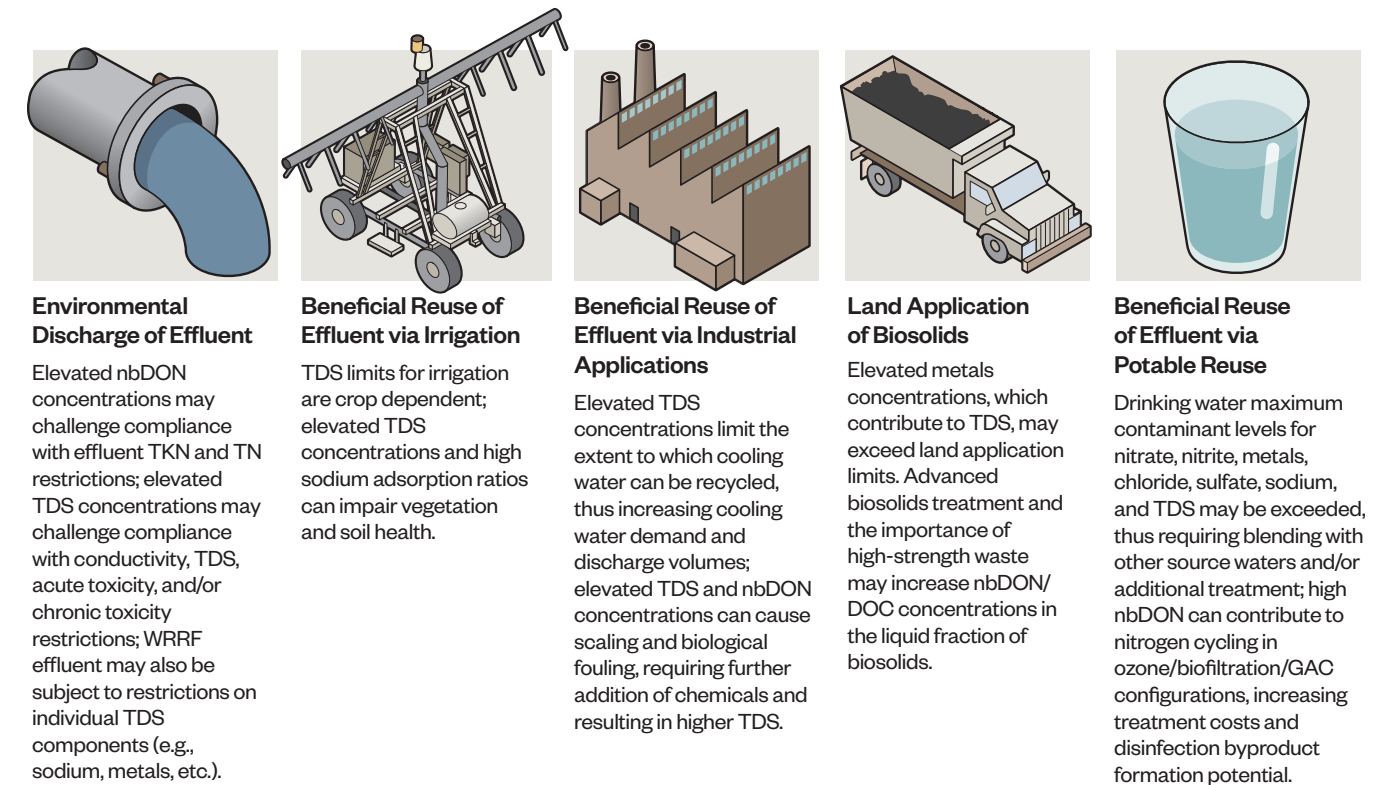 Environmental
Discharge of Effluent
Elevated nbDON
concentrations may
challenge compliance
with effluent TKN and TN
restrictions; elevated
TDS concentrations may
challenge compliance
with conductivity, TDS,
acute toxicity, and/or
chronic toxicity
restrictions; WRRF
effluent may also be
subject to restrictions on
individual TDS
components (e.g.,
sodium, metals, etc.).
Beneficial Reuse of
Effluent via Irrigation
TDS limits for irrigation
are crop dependent;
elevated TDS
concentrations and high
sodium adsorption ratios
can impair vegetation
and soil health.
Beneficial Reuse of
Effluent via Industrial
Applications
Elevated TDS
concentrations limit the
extent to which cooling
water can be recycled,
thus increasing cooling
water demand and
discharge volumes;
elevated TDS and nbDON
concentrations can cause
scaling and biological
fouling, requiring further
addition of chemicals and
resulting in higher TDS.
Land Application
of Biosolids
Elevated metals
concentrations, which
contribute to TDS, may
exceed land application
limits. Advanced
biosolids treatment and
the importance of
high-strength waste
may increase nbDON/
DOC concentrations in
the liquid fraction of
biosolids.
Beneficial Reuse
of Effluent via
Potable Reuse
Drinking water maximum
contaminant levels for
nitrate, nitrite, metals,
chloride, sulfate, sodium,
and TDS may be exceeded,
thus requiring blending with
other source waters and/or
additional treatment; high
nbDON can contribute to
nitrogen cycling in
ozone/biofiltration/GAC
configurations, increasing
treatment costs and
disinfection byproduct
formation potential.